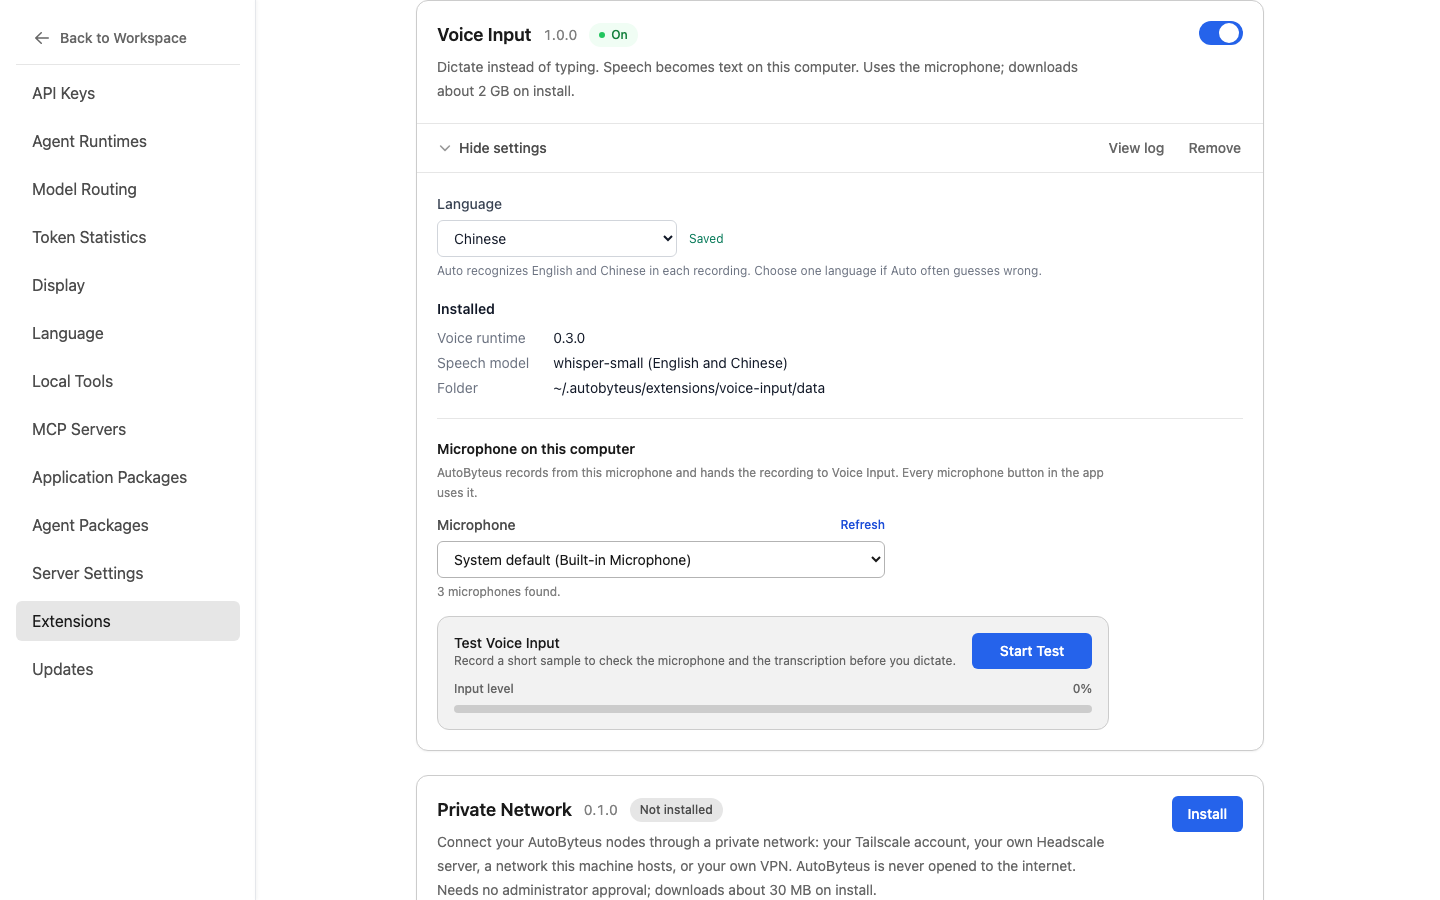 Back to Workspace
API Keys
Agent Runtimes
Model Routing
Token Statistics
Display
Language
Local Tools
MCP Servers
Application Packages
Agent Packages
Server Settings
Extensions
Updates
Voice Input 1.0.0 On
Dictate instead of typing. Speech becomes text on this computer. Uses the microphone; downloads
about 2 GB on install.
Hide settings View log Remove
Language
Chinese Saved
Auto recognizes English and Chinese in each recording. Choose one language if Auto often guesses wrong.
Installed
Voice runtime 0.3.0
Speech model whisper-small (English and Chinese)
Folder ~/.autobyteus/extensions/voice-input/data
Microphone on this computer
AutoByteus records from this microphone and hands the recording to Voice Input. Every microphone button in the app
uses it.
Microphone Refresh
System default (Built-in Microphone)
3 microphones found.
Test Voice Input
Record a short sample to check the microphone and the transcription before you dictate.
Start Test
Input level 0%
Private Network 0.1.0 Not installed
Install
Connect your AutoByteus nodes through a private network: your Tailscale account, your own Headscale
server, a network this machine hosts, or your own VPN. AutoByteus is never opened to the internet.
Needs no administrator approval; downloads about 30 MB on install.